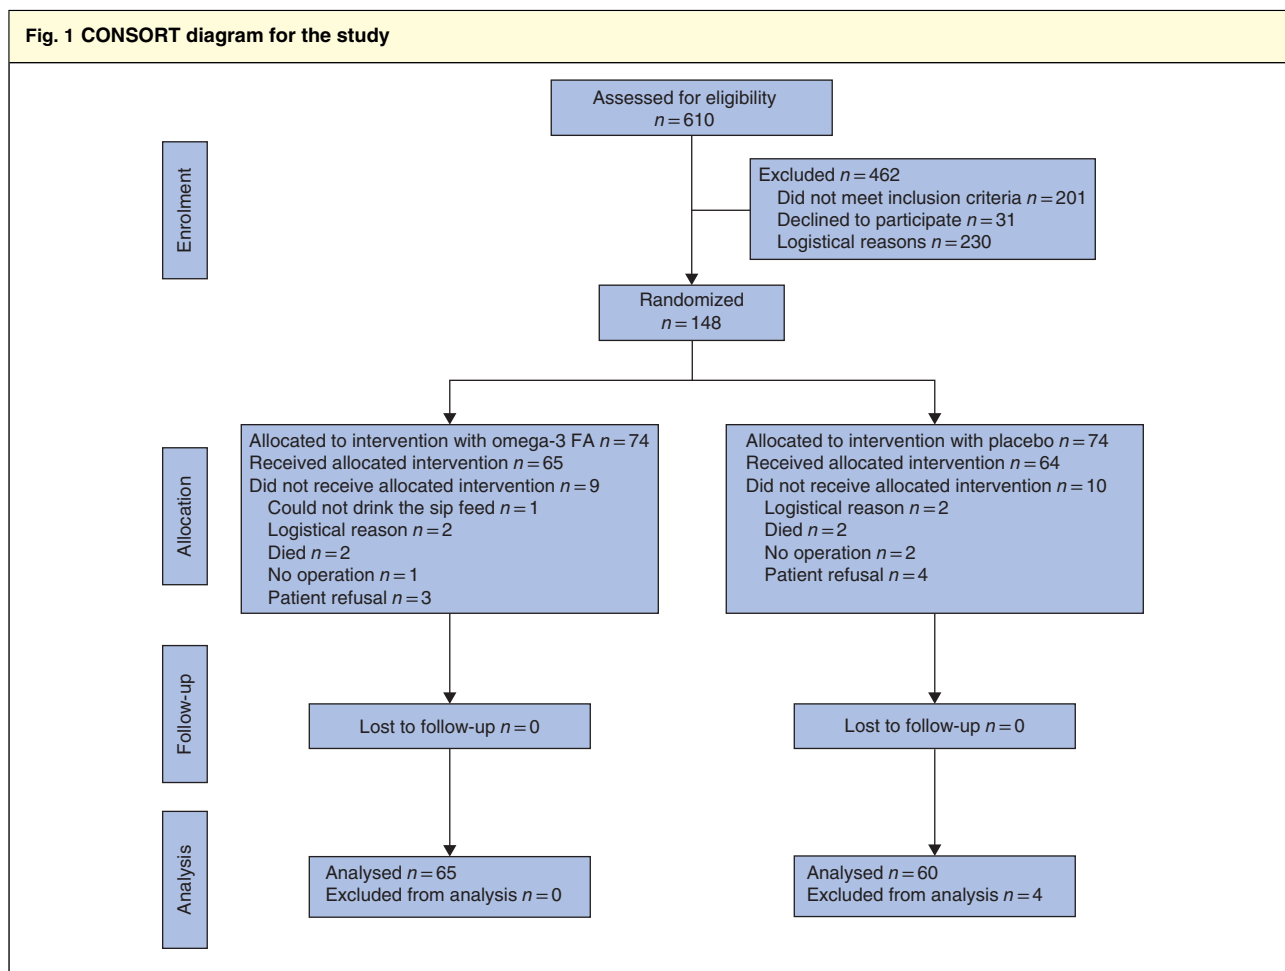 Fig. 1 CONSORT diagram for the study
Assessed for eligibility
n = 610
Enrolment
Excluded n = 462
Did not meet inclusion criteria n = 201
Declined to participate n = 31
Logistical reasons n = 230
Randomized
n = 148
Allocation
Allocated to intervention with omega-3 FA n = 74
Received allocated intervention n = 65
Did not receive allocated intervention n = 9
Could not drink the sip feed n = 1
Logistical reason n = 2
Died n = 2
No operation n = 1
Patient refusal n = 3
Allocated to intervention with placebo n = 74
Received allocated intervention n = 64
Did not receive allocated intervention n = 10
Logistical reason n = 2
Died n = 2
No operation n = 2
Patient refusal n = 4
Follow-up
Lost to follow-up n = 0
Lost to follow-up n = 0
Analysis
Analysed n = 65
Excluded from analysis n = 0
Analysed n = 60
Excluded from analysis n = 4